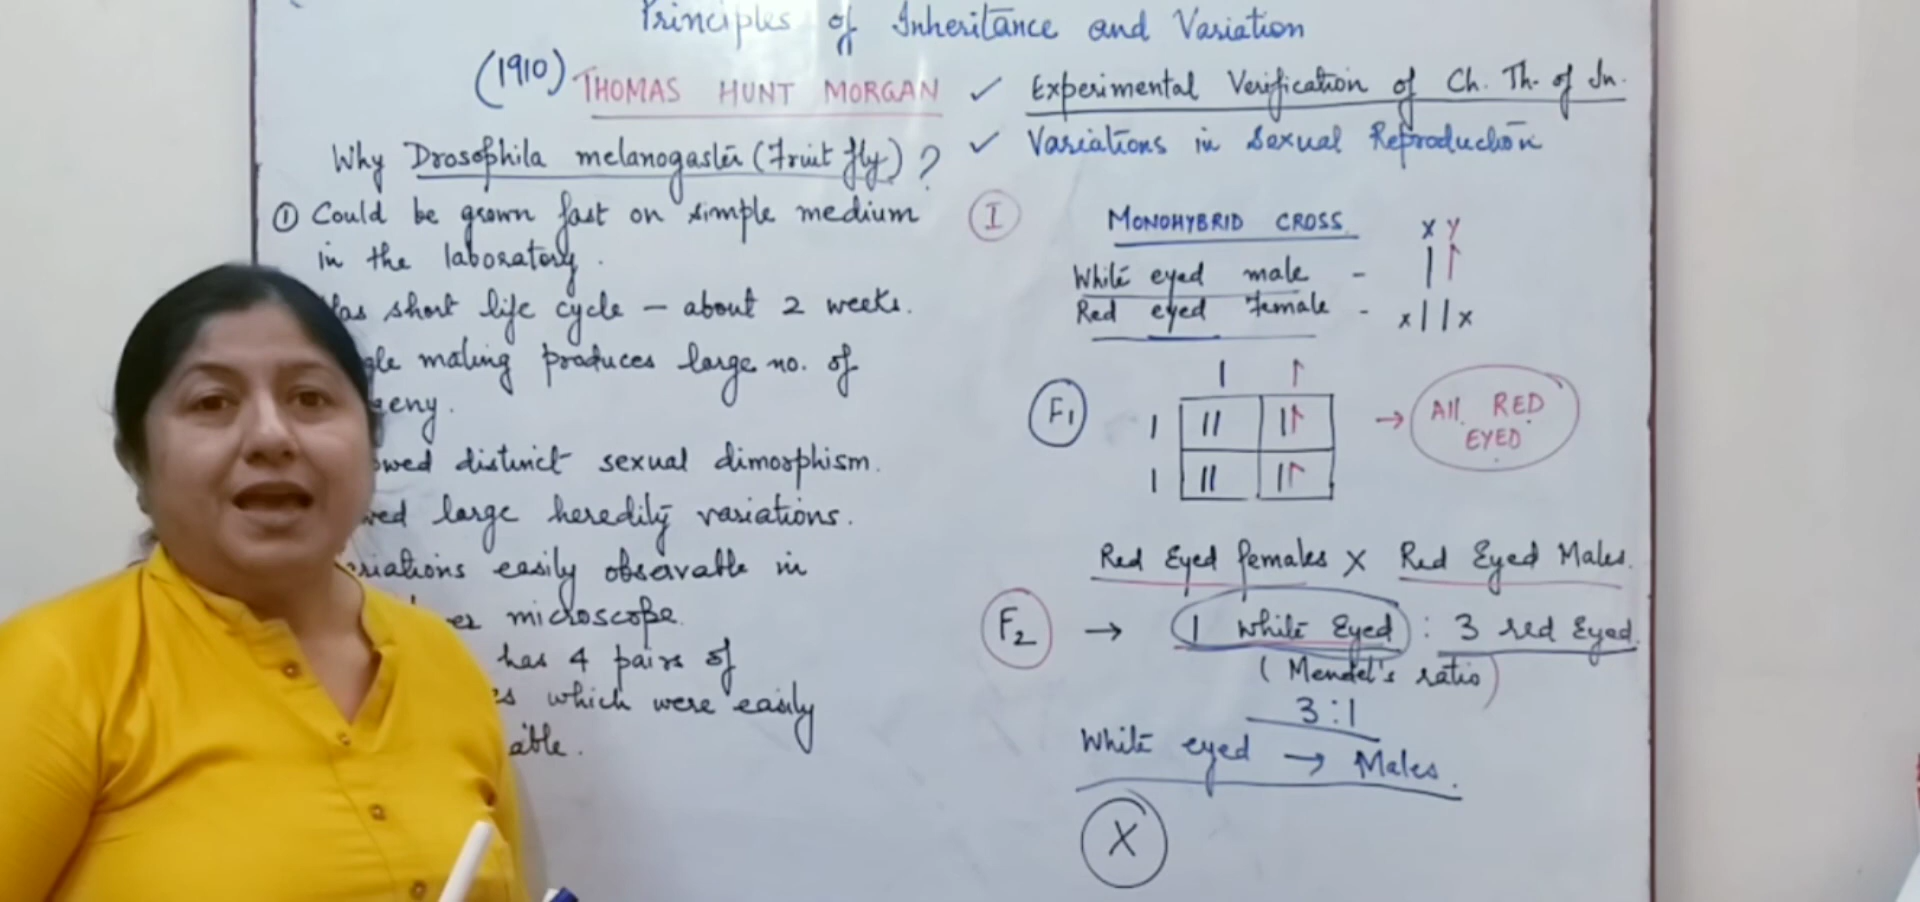 Principles of Inheritance and Variation
(1910) THOMAS HUNT MORGAN
✓ Experimental Verification of Ch. Th. of In.
✓ Variations in Sexual Reproduction
Why Drosophila melanogaster (Fruit fly) ?
① Could be grown fast on simple medium
in the laboratory.
has short life cycle – about 2 weeks.
mating produces large no. of
distinct sexual dimorphism.
large heredity variations.
easily observable in
microscope.
has 4 pairs of
which were easily
able.
I MONOHYBRID CROSS
X Y
White eyed male –
Red eyed Female - x x
F1 → All RED
EYED
Red Eyed females X Red Eyed Males.
F2 → 1 White Eyed : 3 red Eyed.
(Mendel's ratio)
3:1
White eyed → Males.
X